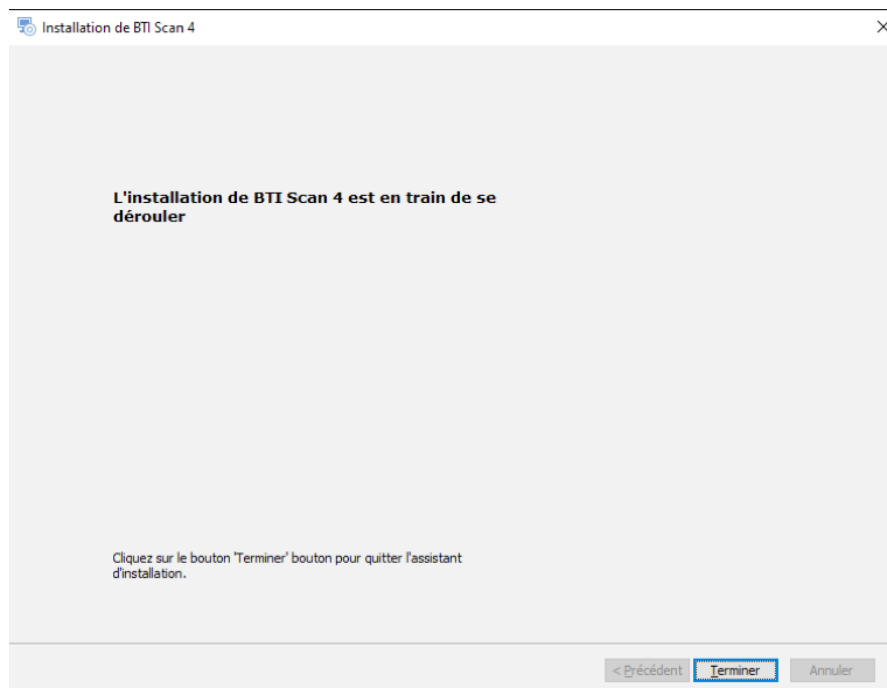 Installation de BTI Scan 4
L'installation de BTI Scan 4 est en train de se
dérouler
Cliquez sur le bouton 'Terminer' bouton pour quitter l'assistant
d'installation.
< Précédent Terminer Annuler